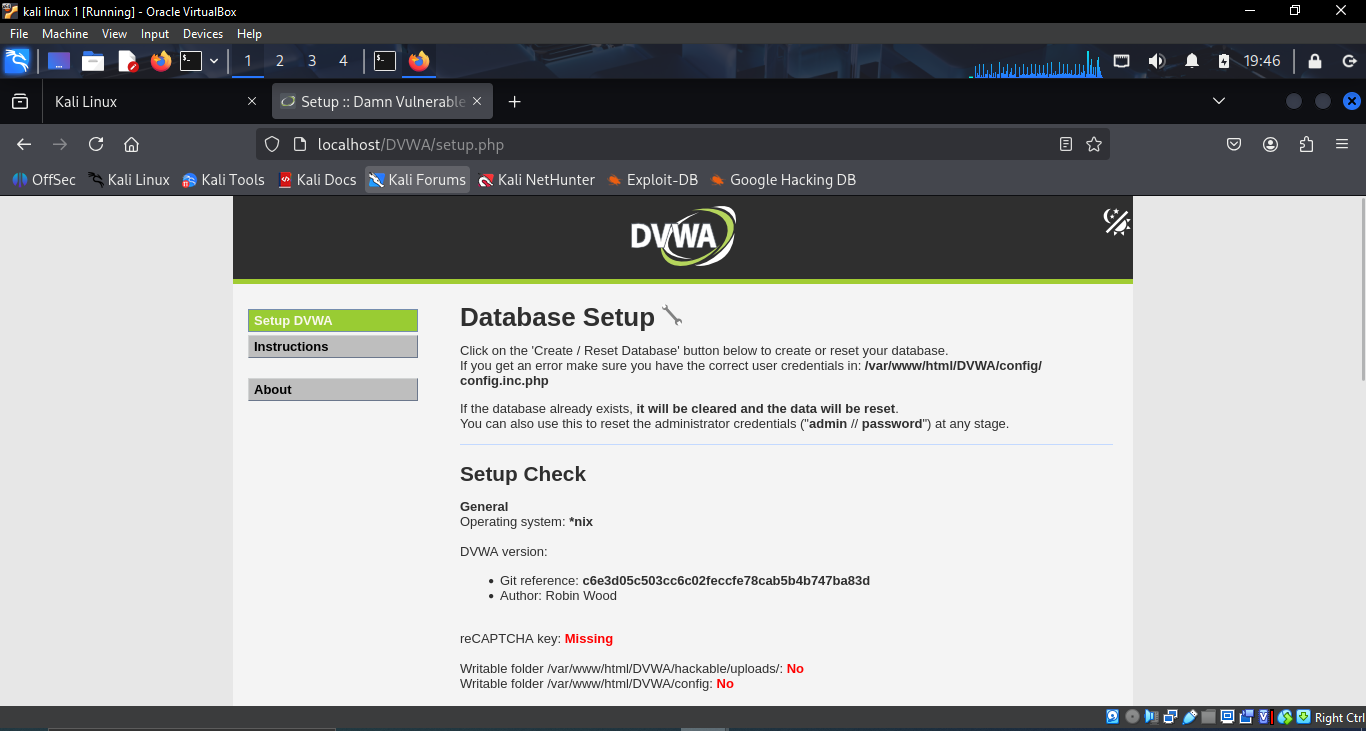 kali linux 1 [Running] - Oracle VirtualBox
File Machine View Input Devices Help
1 2 3 4
19:46
Kali Linux
Setup :: Damn Vulnerable
localhost/DVWA/setup.php
OffSec Kali Linux Kali Tools Kali Docs Kali Forums Kali NetHunter Exploit-DB Google Hacking DB
DVWA
Setup DVWA
Instructions
About
Database Setup
Click on the 'Create / Reset Database' button below to create or reset your database.
If you get an error make sure you have the correct user credentials in: /var/www/html/DVWA/config/
config.inc.php
If the database already exists, it will be cleared and the data will be reset.
You can also use this to reset the administrator credentials ("admin // password") at any stage.
Setup Check
General
Operating system: *nix
DVWA version:
• Git reference: c6e3d05c503cc6c02feccfe78cab5b4b747ba83d
• Author: Robin Wood
reCAPTCHA key: Missing
Writable folder /var/www/html/DVWA/hackable/uploads/: No
Writable folder /var/www/html/DVWA/config: No
Right Ctrl